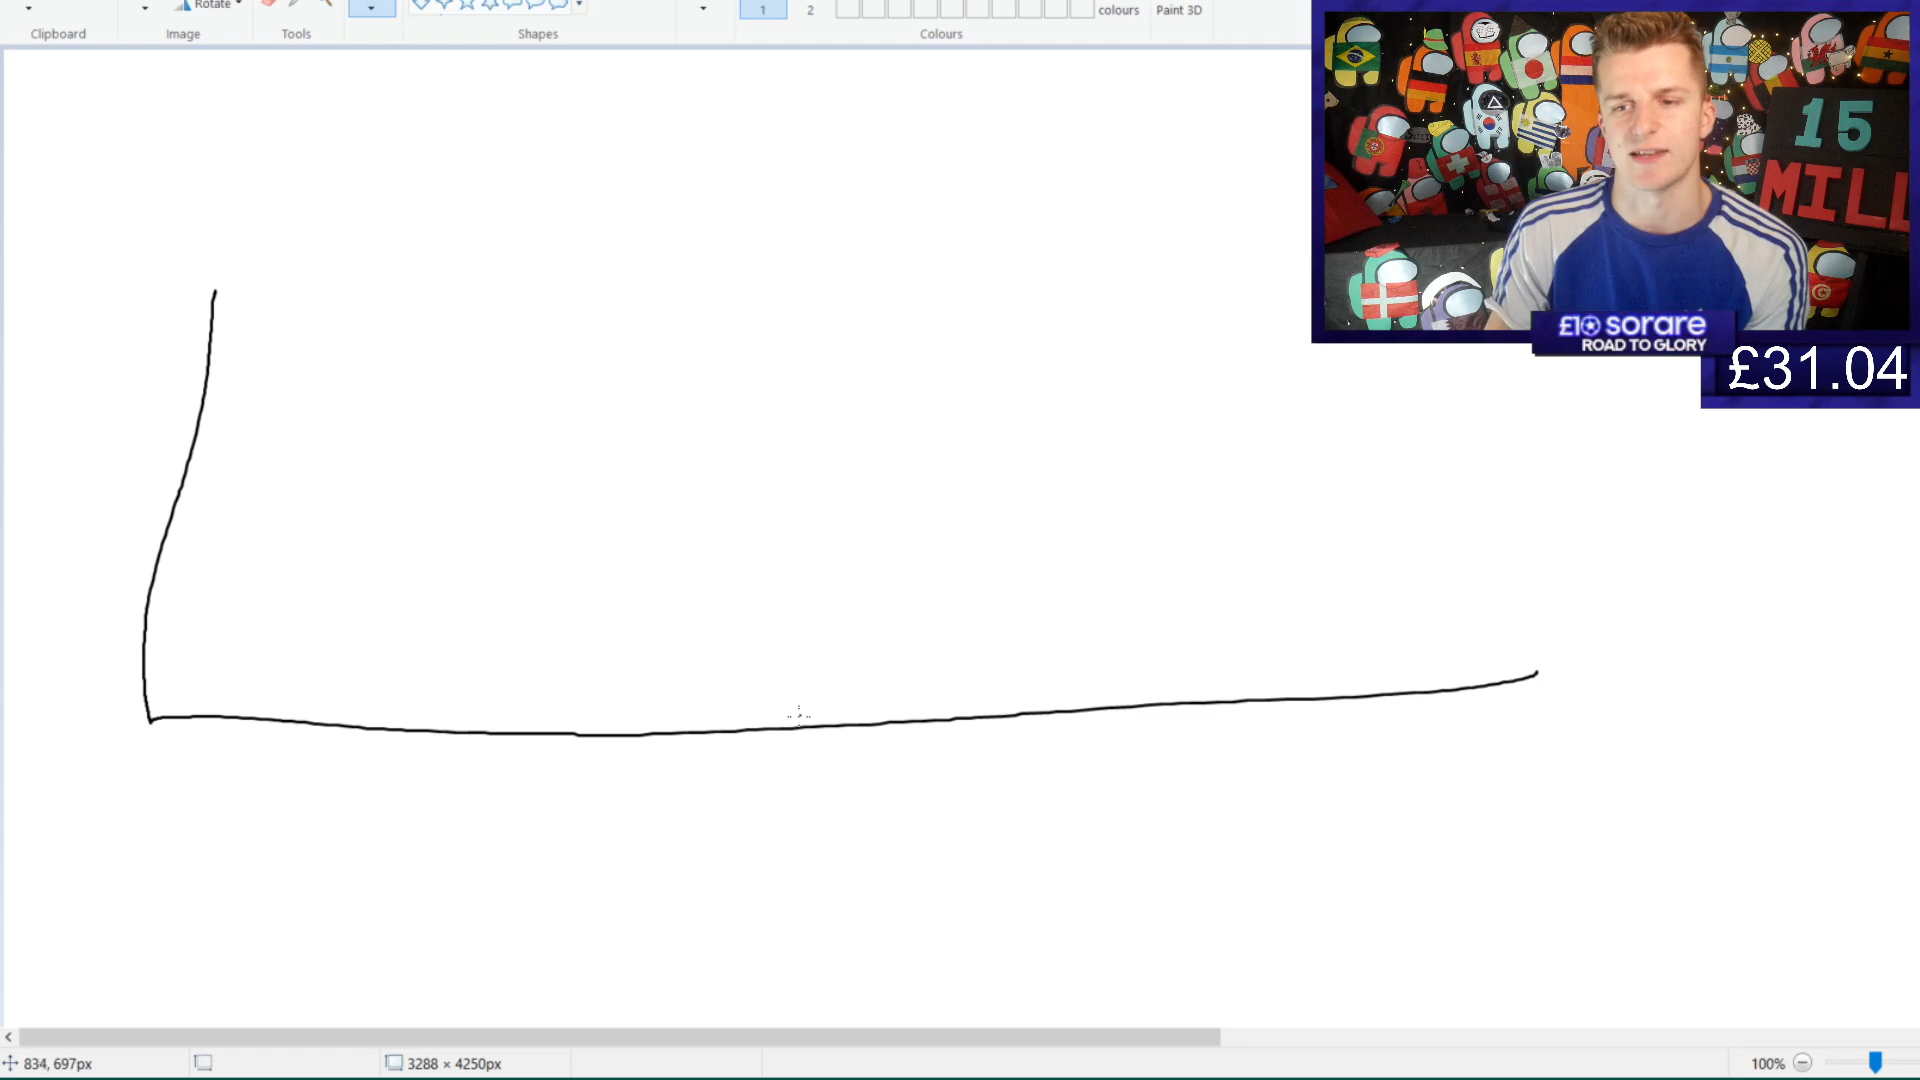 Rotate
Clipboard
Image
Tools
Shapes
1
2
colours
Paint 3D
Colours
15
MILL
£10 sorare
ROAD TO GLORY
£31.04
834, 697px
3288 × 4250px
100%